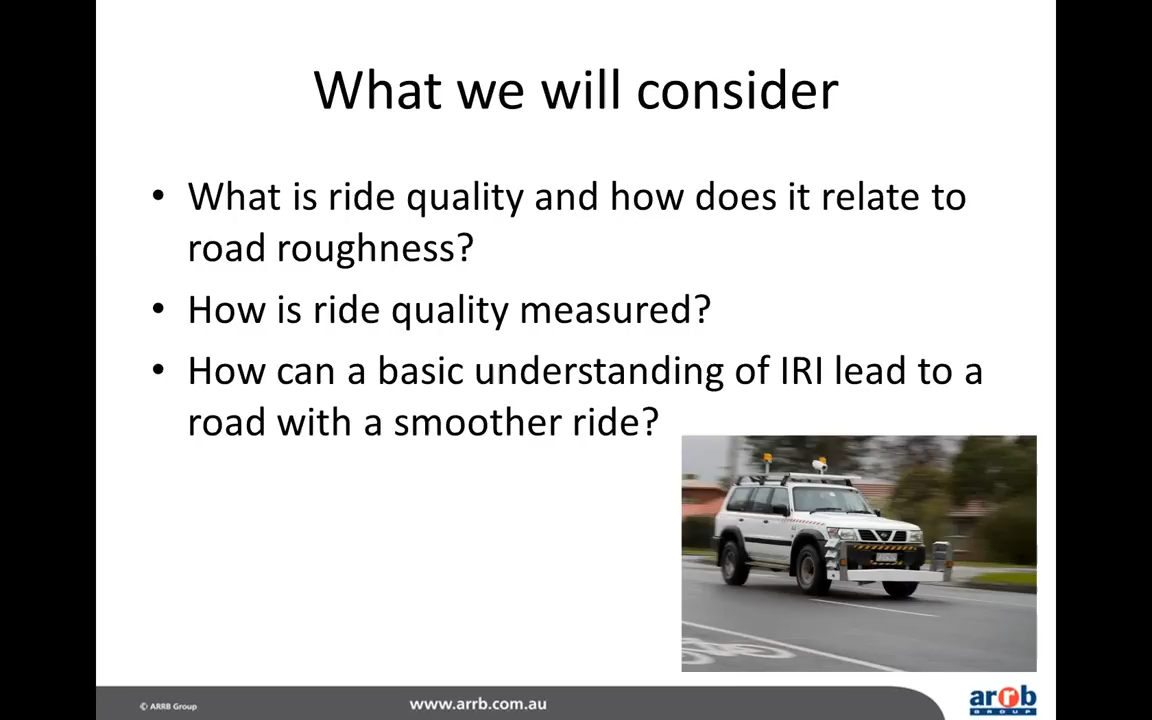 What we will consider
• What is ride quality and how does it relate to
road roughness?
• How is ride quality measured?
• How can a basic understanding of IRI lead to a
road with a smoother ride?
© ARRB Group
www.arrb.com.au
arrb
GROUP